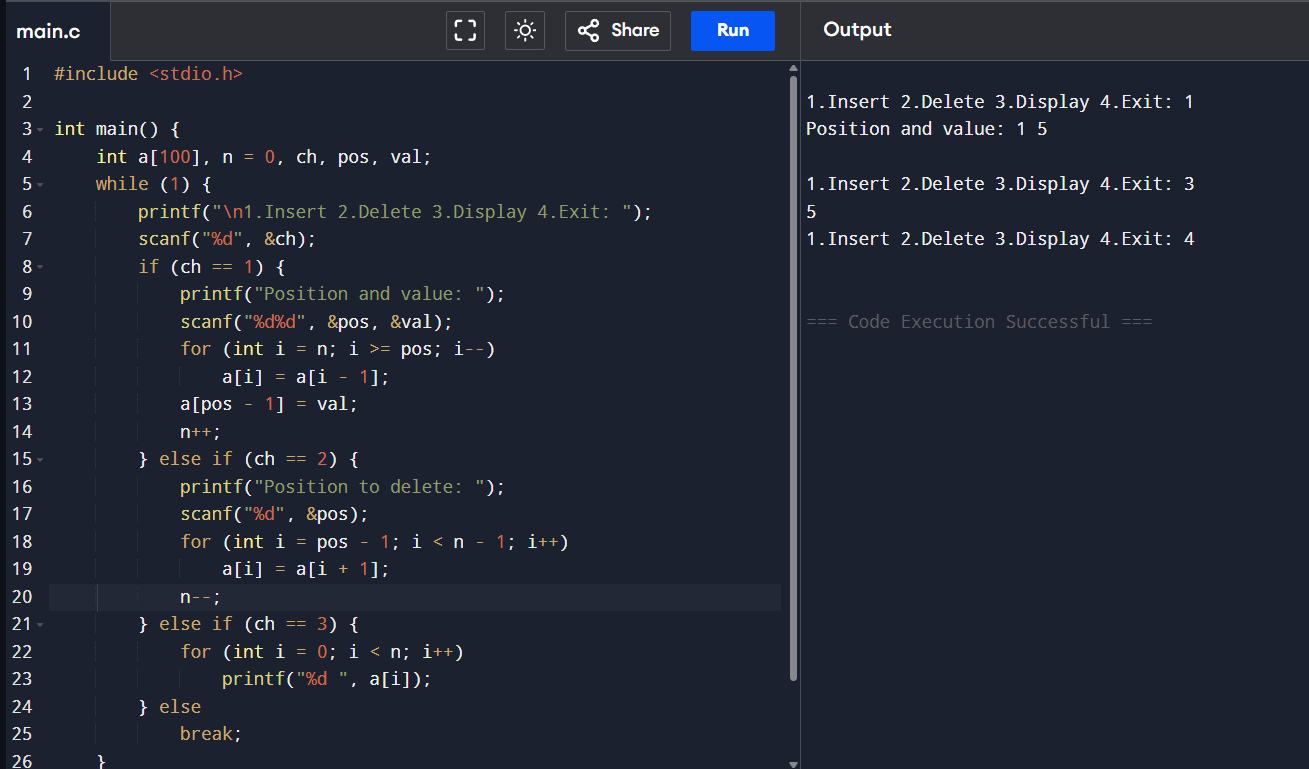 main.c
Share
Run
Output
1 #include <stdio.h>
2
3 int main() {
4     int a[100], n = 0, ch, pos, val;
5     while (1) {
6         printf("\n1.Insert 2.Delete 3.Display 4.Exit: ");
7         scanf("%d", &ch);
8         if (ch == 1) {
9             printf("Position and value: ");
10             scanf("%d%d", &pos, &val);
11             for (int i = n; i >= pos; i--)
12                 a[i] = a[i - 1];
13             a[pos - 1] = val;
14             n++;
15         } else if (ch == 2) {
16             printf("Position to delete: ");
17             scanf("%d", &pos);
18             for (int i = pos - 1; i < n - 1; i++)
19                 a[i] = a[i + 1];
20             n--;
21         } else if (ch == 3) {
22             for (int i = 0; i < n; i++)
23                 printf("%d ", a[i]);
24         } else
25             break;
26     }
1.Insert 2.Delete 3.Display 4.Exit: 1
Position and value: 1 5
1.Insert 2.Delete 3.Display 4.Exit: 3
5
1.Insert 2.Delete 3.Display 4.Exit: 4
=== Code Execution Successful ===